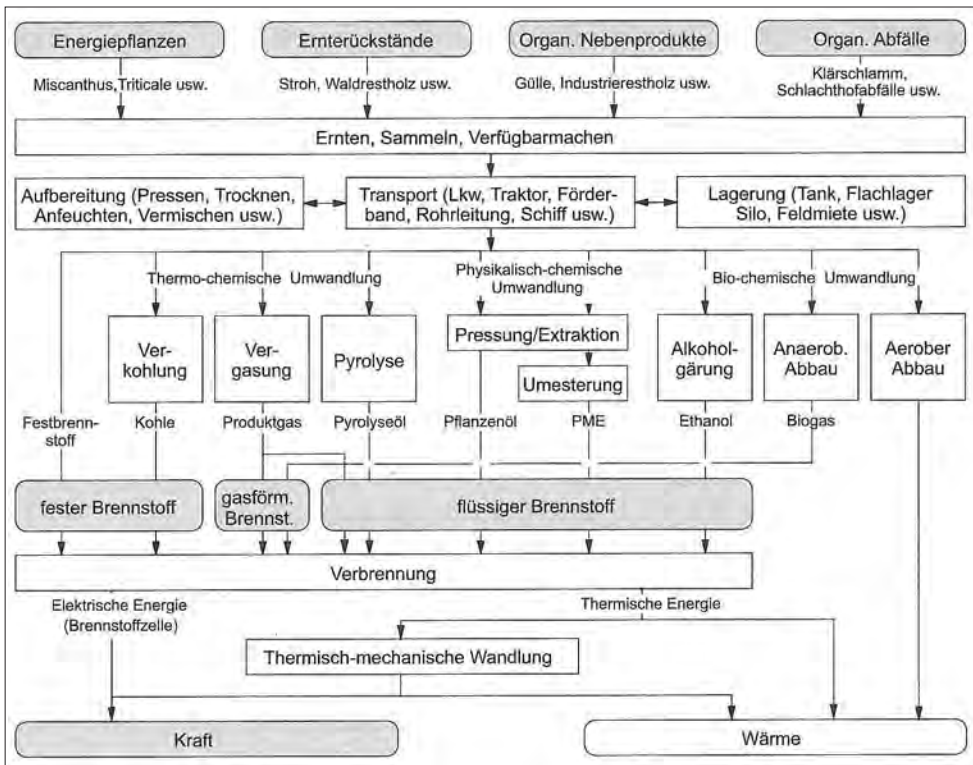 Energiepflanzen
Ernterückstände
Organ. Nebenprodukte
Organ. Abfälle
Miscanthus,Triticale usw.
Stroh, Waldrestholz usw.
Gülle, Industrierestholz usw.
Klärschlamm,
Schlachthofabfälle usw.
Ernten, Sammeln, Verfügbarmachen
Aufbereitung (Pressen, Trocknen,
Anfeuchten, Vermischen usw.)
Transport (Lkw, Traktor, Förder-
band, Rohrleitung, Schiff usw.)
Lagerung (Tank, Flachlager
Silo, Feldmiete usw.)
Thermo-chemische Umwandlung
Physikalisch-chemische
Umwandlung
Bio-chemische Umwandlung
Ver-
kohlung
Ver-
gasung
Pyrolyse
Pressung/Extraktion
Umesterung
Alkohol-
gärung
Anaerob.
Abbau
Aerober
Abbau
Festbrenn-
stoff
Kohle
Produktgas
Pyrolyseöl
Pflanzenöl
PME
Ethanol
Biogas
fester Brennstoff
gasförm.
Brennst.
flüssiger Brennstoff
Verbrennung
Elektrische Energie
(Brennstoffzelle)
Thermische Energie
Thermisch-mechanische Wandlung
Kraft
Wärme